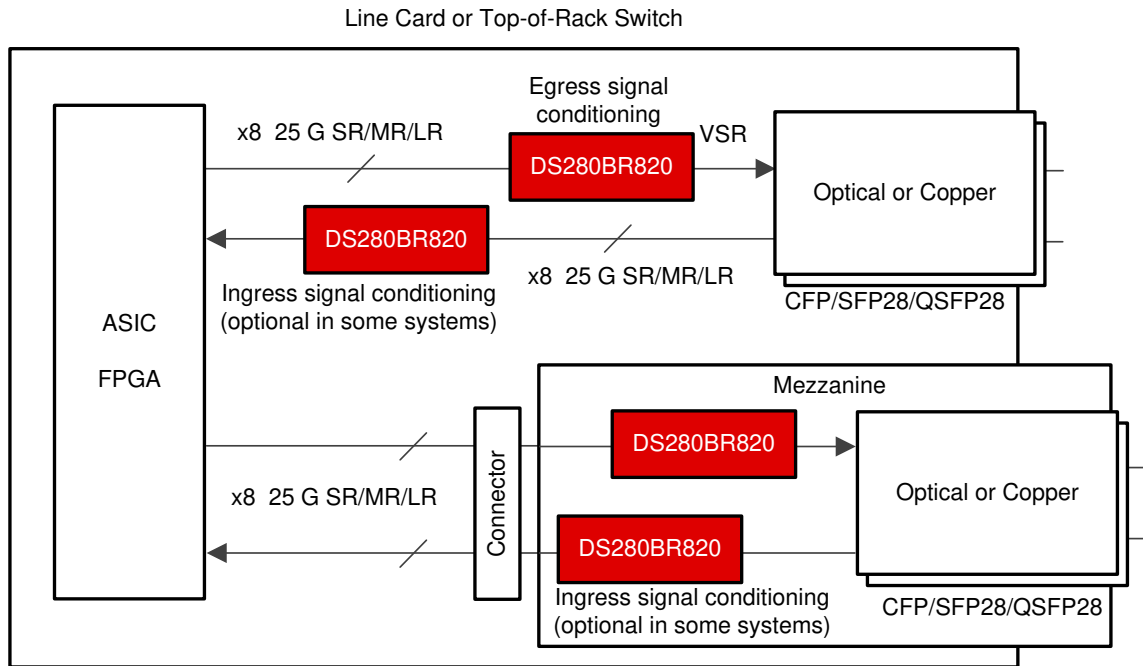 Line Card or Top-of-Rack Switch
Egress signal
conditioning
x8 25 G SR/MR/LR
VSR
DS280BR820
Optical or Copper
DS280BR820
x8 25 G SR/MR/LR
Ingress signal conditioning
(optional in some systems)
CFP/SFP28/QSFP28
ASIC
FPGA
Mezzanine
DS280BR820
x8 25 G SR/MR/LR
Connector
Optical or Copper
DS280BR820
Ingress signal conditioning
(optional in some systems)
CFP/SFP28/QSFP28